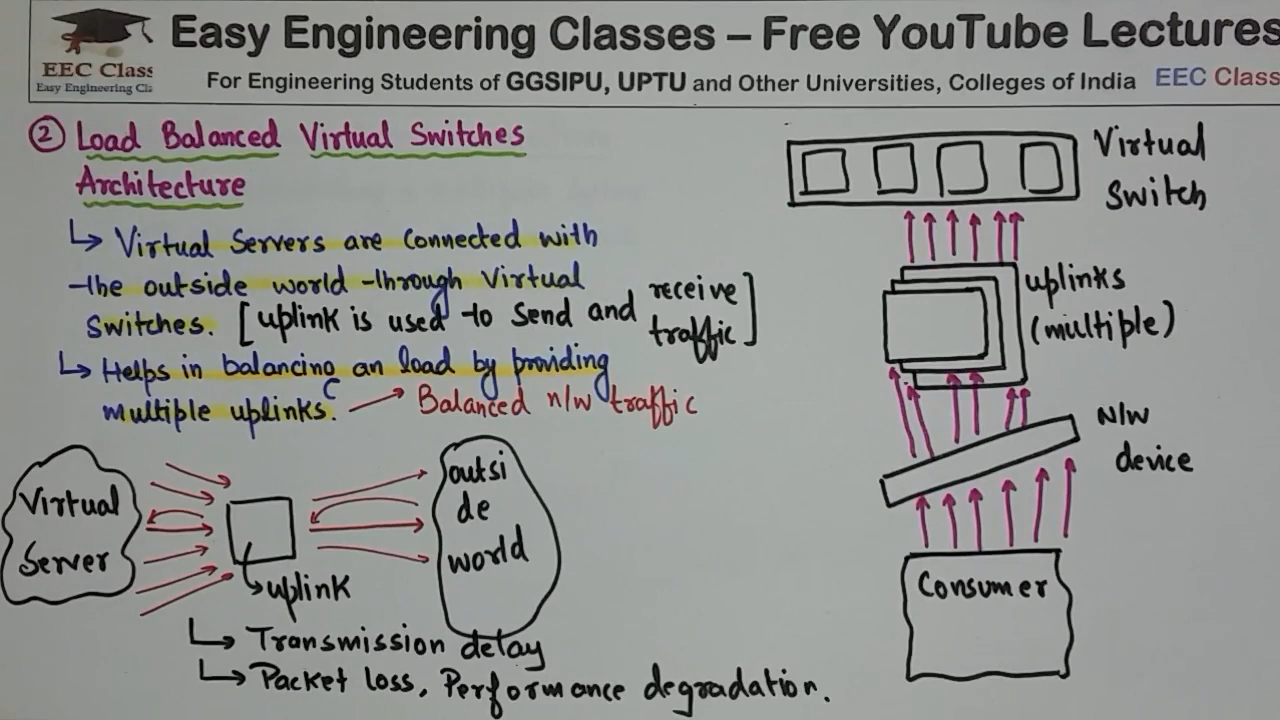 Easy Engineering Classes – Free YouTube Lectures
EEC Class
Easy Engineering Cla
For Engineering Students of GGSIPU, UPTU and Other Universities, Colleges of India EEC Class
② Load Balanced Virtual Switches
Architecture
↳ Virtual Servers are connected with
the outside world through Virtual
Switches. [uplink is used to send and receive traffic]
↳ Helps in balancing an load by providing
multiple uplinks. → Balanced n/w traffic
Virtual
Server
uplink
outsi
de
world
↳ Transmission delay
↳ Packet loss, Performance degradation.
Virtual
Switch
uplinks
(multiple)
N/W
device
Consumer